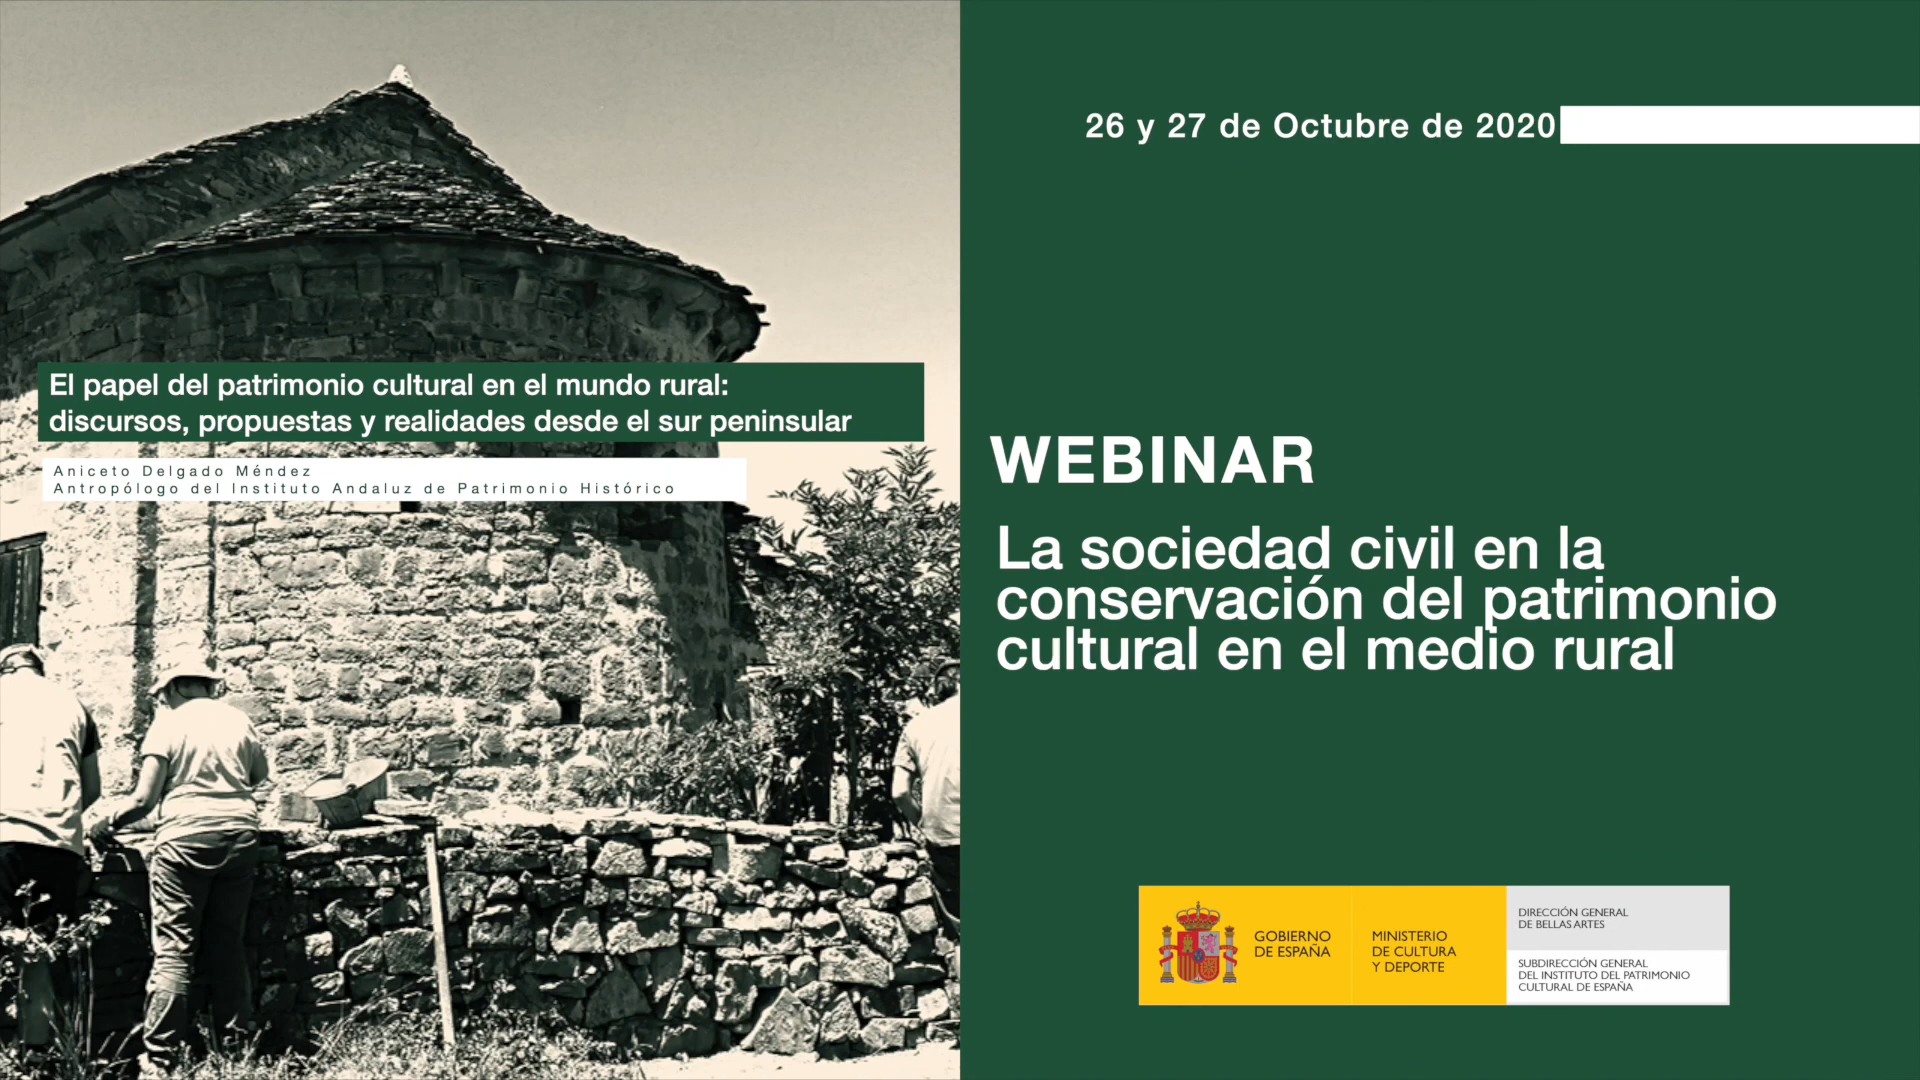 El papel del patrimonio cultural en el mundo rural:
discursos, propuestas y realidades desde el sur peninsular
Aniceto Delgado Méndez
Antropólogo del Instituto Andaluz de Patrimonio Histórico
26 y 27 de Octubre de 2020
WEBINAR
La sociedad civil en la
conservación del patrimonio
cultural en el medio rural
GOBIERNO
DE ESPAÑA
MINISTERIO
DE CULTURA
Y DEPORTE
DIRECCIÓN GENERAL
DE BELLAS ARTES
SUBDIRECCIÓN GENERAL
DEL INSTITUTO DEL PATRIMONIO
CULTURAL DE ESPAÑA